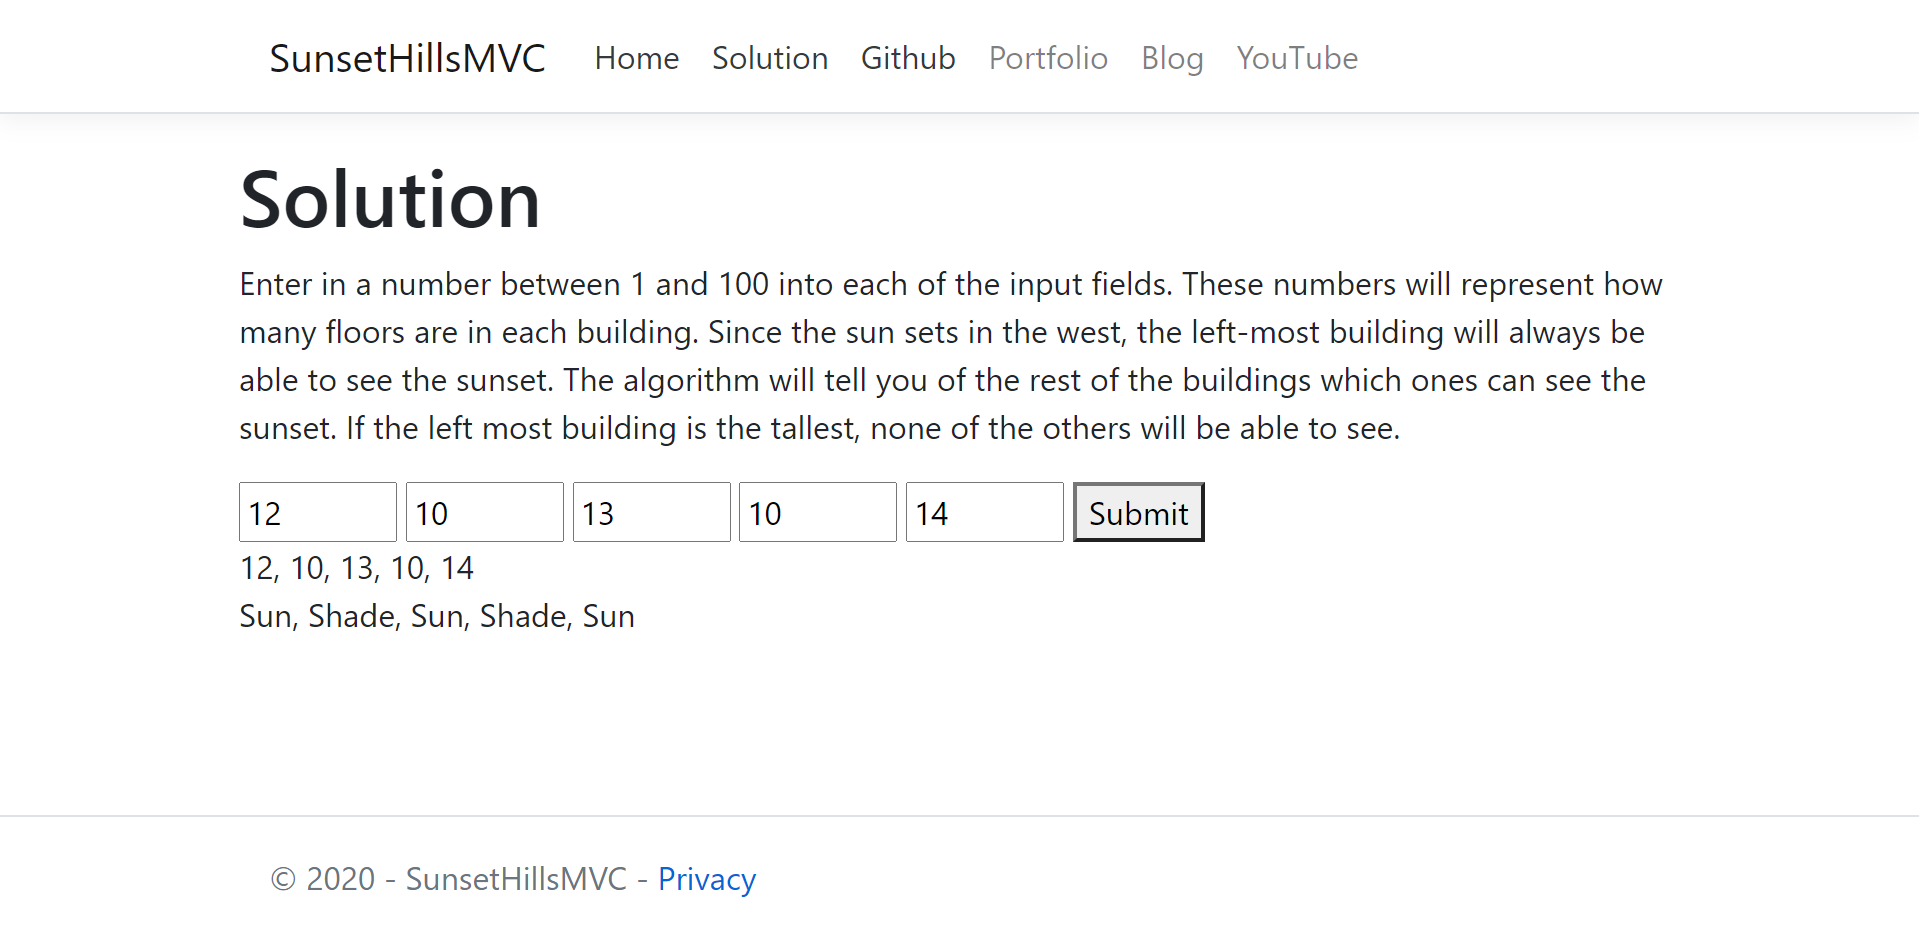 SunsetHillsMVC Home Solution Github Portfolio Blog YouTube
Solution
Enter in a number between 1 and 100 into each of the input fields. These numbers will represent how
many floors are in each building. Since the sun sets in the west, the left-most building will always be
able to see the sunset. The algorithm will tell you of the rest of the buildings which ones can see the
sunset. If the left most building is the tallest, none of the others will be able to see.
12 10 13 10 14 Submit
12, 10, 13, 10, 14
Sun, Shade, Sun, Shade, Sun
© 2020 - SunsetHillsMVC - Privacy